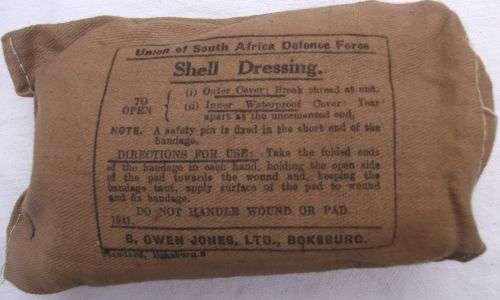 Union of South Africa Defence Force
Shell Dressing.
TO OPEN
(i) Outer Cover: Break thread at end.
(ii) Inner Waterproof Cover: Tear
apart as the uncemented end.
NOTE. A safety pin is fixed in the short end of the
bandage.
DIRECTIONS FOR USE: Take the folded ends
of the bandage in each hand, holding the open side
of the pad towards the wound and, keeping the
bandage taut, apply surface of the pad to wound
and fix bandage.
DO NOT HANDLE WOUND OR PAD.
1941
B. OWEN JONES, LTD., BOKSBURG.
Standard, Boksburg